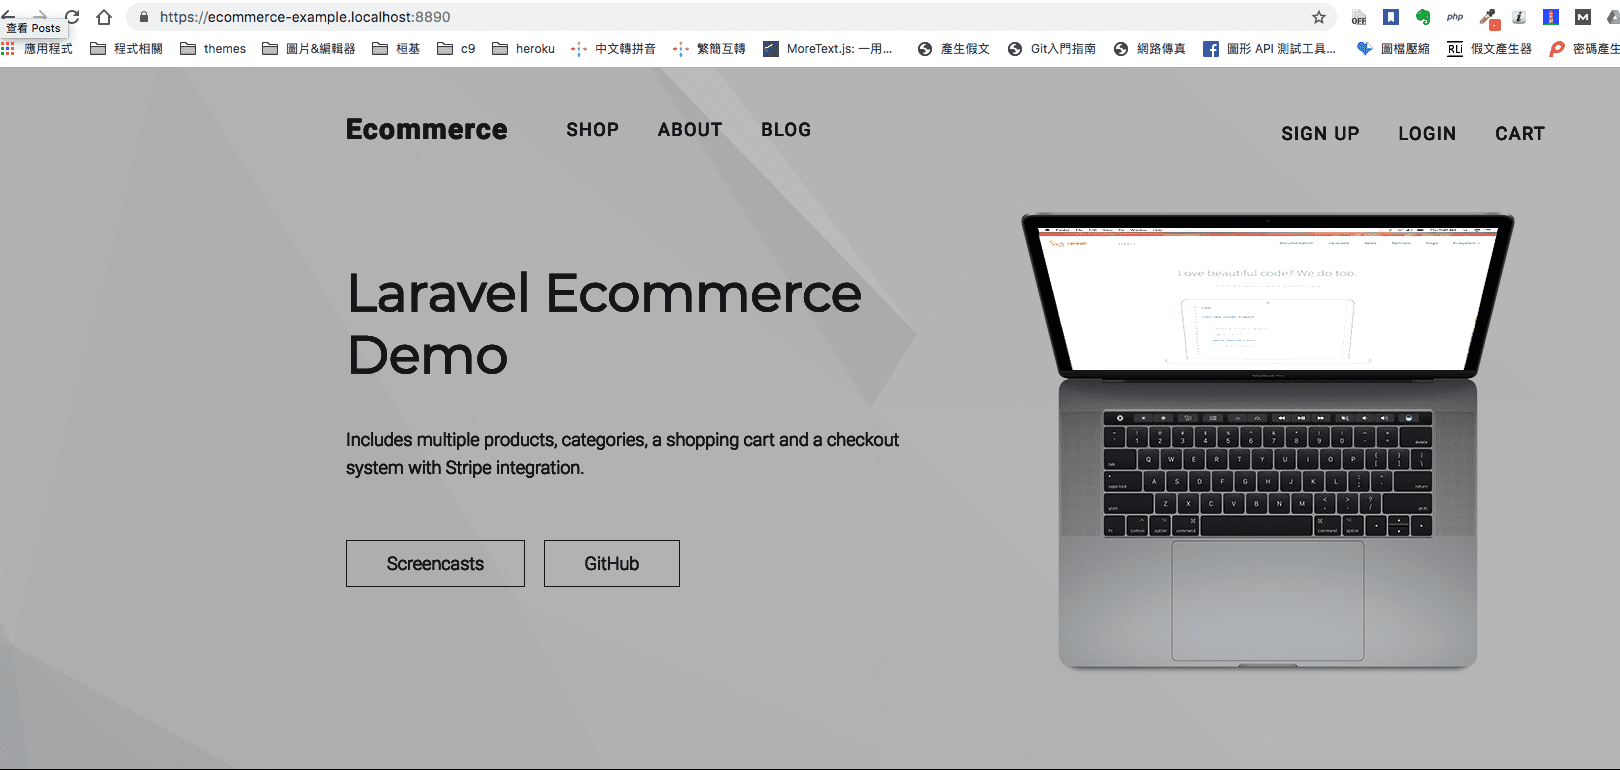 https://ecommerce-example.localhost:8890
OFF php i M
查看 Posts
應用程式 程式相關 themes 圖片&編輯器 桓基 c9 heroku 中文轉拼音 繁簡互轉 MoreText.js: 一用... 產生假文 Git入門指南 網路傳真 圖形 API 測試工具... 圖檔壓縮 RLi 假文產生器 密碼產生
Ecommerce SHOP ABOUT BLOG
SIGN UP LOGIN CART
Laravel Ecommerce
Demo
Includes multiple products, categories, a shopping cart and a checkout
system with Stripe integration.
Screencasts GitHub
Love beautiful code? We do too.
Q W E R T Y U I O P
A S D F G H J K L
Z X C V B N M